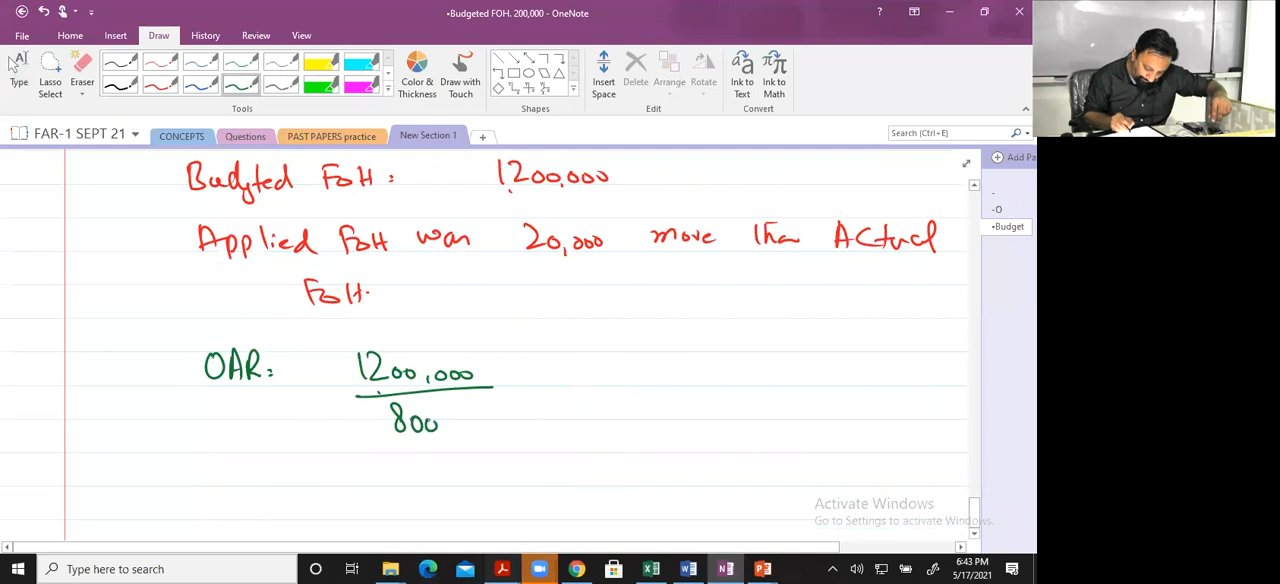 •Budgeted FOH. 200,000 - OneNote
?
File Home Insert Draw History Review View
Type Lasso Select Eraser Color & Thickness Draw with Touch Insert Space Delete Arrange Rotate Ink to Text Ink to Math
Tools Shapes Edit Convert
FAR-1 SEPT 21 CONCEPTS Questions PAST PAPERS practice New Section 1 + Search (Ctrl+E)
Add Pa
-
-O
•Budget
Budgted FOH: 1200,000
Applied FOH was 20,000 more than Actual
FOH.
OAR: 1200,000
800
Activate Windows
Go to Settings to activate Windows.
Type here to search
6:43 PM
5/17/2021